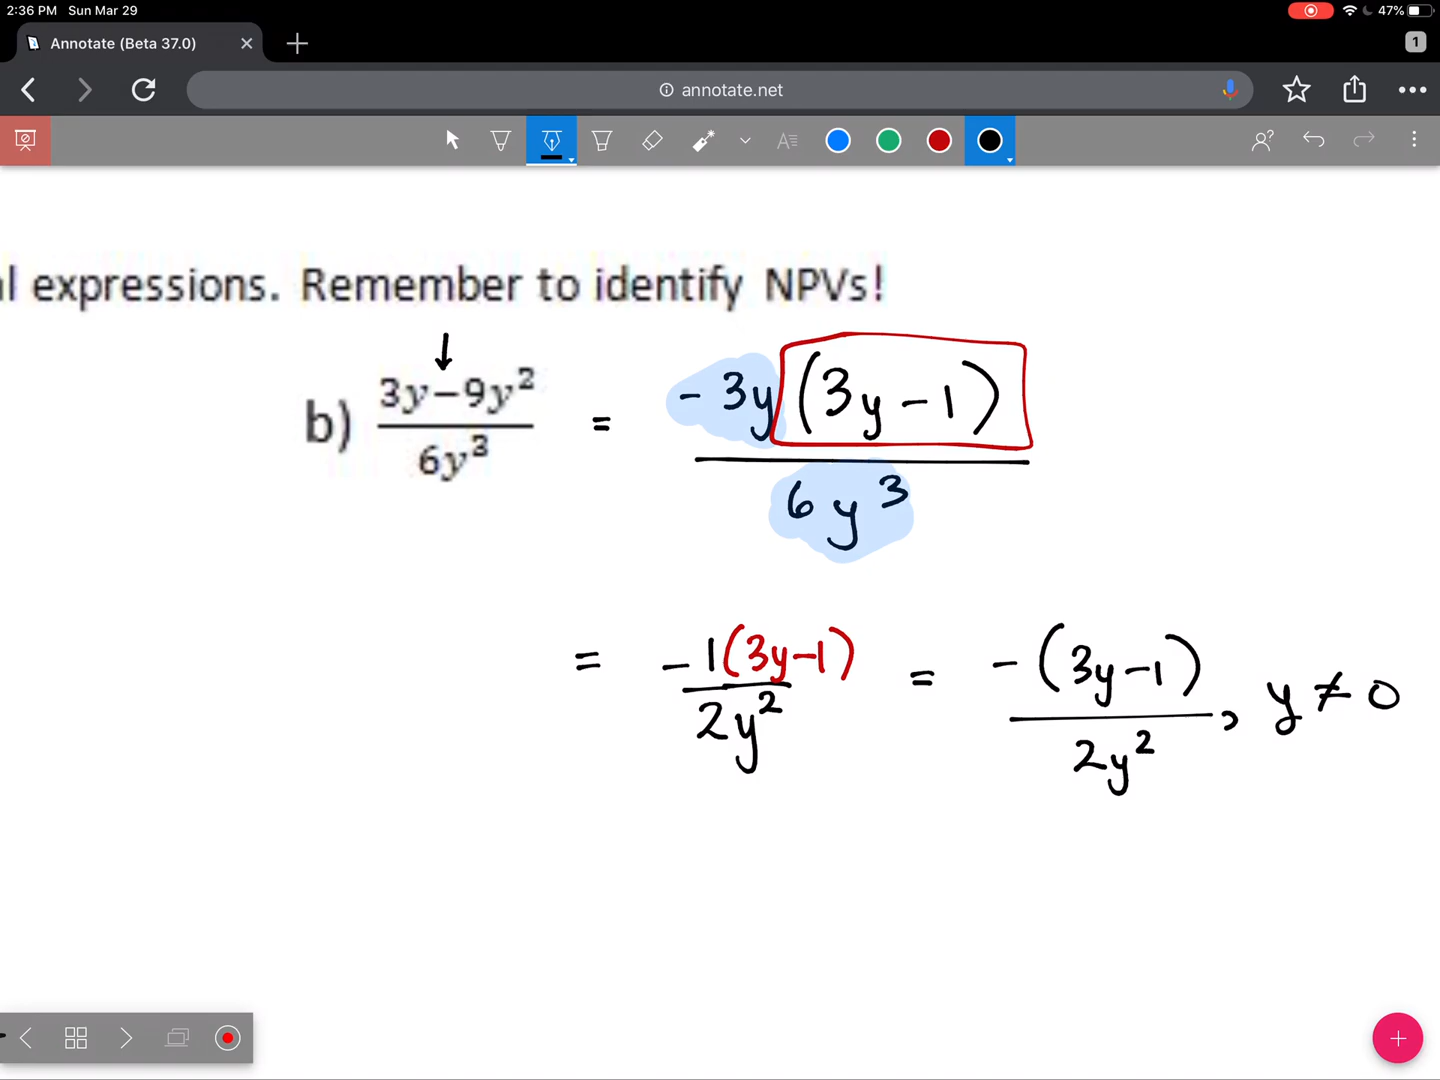 2:36 PM Sun Mar 29
47%
Annotate (Beta 37.0)
1
annotate.net
A
l expressions. Remember to identify NPVs!
b) (3y−9y²)/(6y³) = (-3y(3y-1))/(6y³)
= (-1(3y-1))/(2y²) = (-(3y-1))/(2y²), y ≠ 0